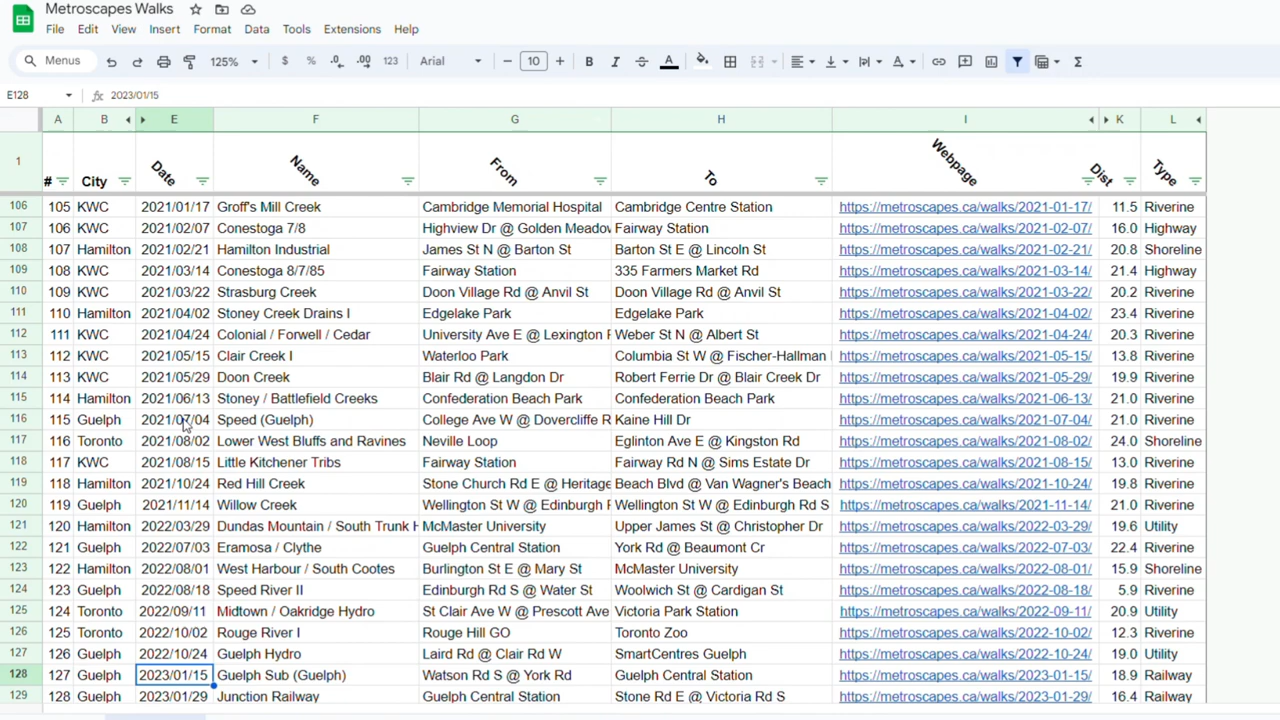 Metroscapes Walks
File Edit View Insert Format Data Tools Extensions Help
Menus 125% $ % .0 .00 123 Arial 10 B I A Σ
E128 fx 2023/01/15
A B E F G H I K L
1 # City Date Name From To Webpage Dist Type
106 105 KWC 2021/01/17 Groff's Mill Creek Cambridge Memorial Hospital Cambridge Centre Station https://metroscapes.ca/walks/2021-01-17/ 11.5 Riverine
107 106 KWC 2021/02/07 Conestoga 7/8 Highview Dr @ Golden Meadow Fairway Station https://metroscapes.ca/walks/2021-02-07/ 16.0 Highway
108 107 Hamilton 2021/02/21 Hamilton Industrial James St N @ Barton St Barton St E @ Lincoln St https://metroscapes.ca/walks/2021-02-21/ 20.8 Shoreline
109 108 KWC 2021/03/14 Conestoga 8/7/85 Fairway Station 335 Farmers Market Rd https://metroscapes.ca/walks/2021-03-14/ 21.4 Highway
110 109 KWC 2021/03/22 Strasburg Creek Doon Village Rd @ Anvil St Doon Village Rd @ Anvil St https://metroscapes.ca/walks/2021-03-22/ 20.2 Riverine
111 110 Hamilton 2021/04/02 Stoney Creek Drains I Edgelake Park Edgelake Park https://metroscapes.ca/walks/2021-04-02/ 23.4 Riverine
112 111 KWC 2021/04/24 Colonial / Forwell / Cedar University Ave E @ Lexington R Weber St N @ Albert St https://metroscapes.ca/walks/2021-04-24/ 20.3 Riverine
113 112 KWC 2021/05/15 Clair Creek I Waterloo Park Columbia St W @ Fischer-Hallman https://metroscapes.ca/walks/2021-05-15/ 13.8 Riverine
114 113 KWC 2021/05/29 Doon Creek Blair Rd @ Langdon Dr Robert Ferrie Dr @ Blair Creek Dr https://metroscapes.ca/walks/2021-05-29/ 19.9 Riverine
115 114 Hamilton 2021/06/13 Stoney / Battlefield Creeks Confederation Beach Park Confederation Beach Park https://metroscapes.ca/walks/2021-06-13/ 21.0 Riverine
116 115 Guelph 2021/07/04 Speed (Guelph) College Ave W @ Dovercliffe R Kaine Hill Dr https://metroscapes.ca/walks/2021-07-04/ 21.0 Riverine
117 116 Toronto 2021/08/02 Lower West Bluffs and Ravines Neville Loop Eglinton Ave E @ Kingston Rd https://metroscapes.ca/walks/2021-08-02/ 24.0 Shoreline
118 117 KWC 2021/08/15 Little Kitchener Tribs Fairway Station Fairway Rd N @ Sims Estate Dr https://metroscapes.ca/walks/2021-08-15/ 13.0 Riverine
119 118 Hamilton 2021/10/24 Red Hill Creek Stone Church Rd E @ Heritage Beach Blvd @ Van Wagner's Beach https://metroscapes.ca/walks/2021-10-24/ 19.8 Riverine
120 119 Guelph 2021/11/14 Willow Creek Wellington St W @ Edinburgh F Wellington St W @ Edinburgh Rd S https://metroscapes.ca/walks/2021-11-14/ 21.0 Riverine
121 120 Hamilton 2022/03/29 Dundas Mountain / South Trunk H McMaster University Upper James St @ Christopher Dr https://metroscapes.ca/walks/2022-03-29/ 19.6 Utility
122 121 Guelph 2022/07/03 Eramosa / Clythe Guelph Central Station York Rd @ Beaumont Cr https://metroscapes.ca/walks/2022-07-03/ 22.4 Riverine
123 122 Hamilton 2022/08/01 West Harbour / South Cootes Burlington St E @ Mary St McMaster University https://metroscapes.ca/walks/2022-08-01/ 15.9 Shoreline
124 123 Guelph 2022/08/18 Speed River II Edinburgh Rd S @ Water St Woolwich St @ Cardigan St https://metroscapes.ca/walks/2022-08-18/ 5.9 Riverine
125 124 Toronto 2022/09/11 Midtown / Oakridge Hydro St Clair Ave W @ Prescott Ave Victoria Park Station https://metroscapes.ca/walks/2022-09-11/ 20.9 Utility
126 125 Toronto 2022/10/02 Rouge River I Rouge Hill GO Toronto Zoo https://metroscapes.ca/walks/2022-10-02/ 12.3 Riverine
127 126 Guelph 2022/10/24 Guelph Hydro Laird Rd @ Clair Rd W SmartCentres Guelph https://metroscapes.ca/walks/2022-10-24/ 19.0 Utility
128 127 Guelph 2023/01/15 Guelph Sub (Guelph) Watson Rd S @ York Rd Guelph Central Station https://metroscapes.ca/walks/2023-01-15/ 18.9 Railway
129 128 Guelph 2023/01/29 Junction Railway Guelph Central Station Stone Rd E @ Victoria Rd S https://metroscapes.ca/walks/2023-01-29/ 16.4 Railway